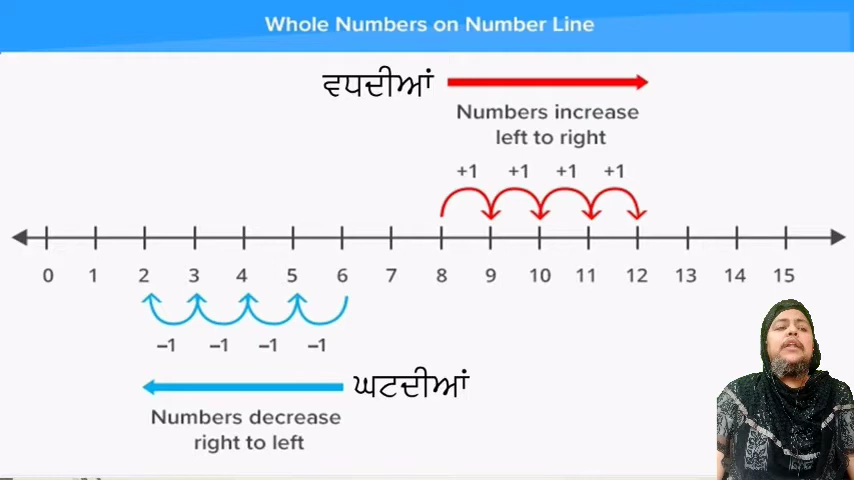 Whole Numbers on Number Line
ਵਧਦੀਆਂ
Numbers increase
left to right
+1 +1 +1 +1
0 1 2 3 4 5 6 7 8 9 10 11 12 13 14 15
–1 –1 –1 –1
ਘਟਦੀਆਂ
Numbers decrease
right to left